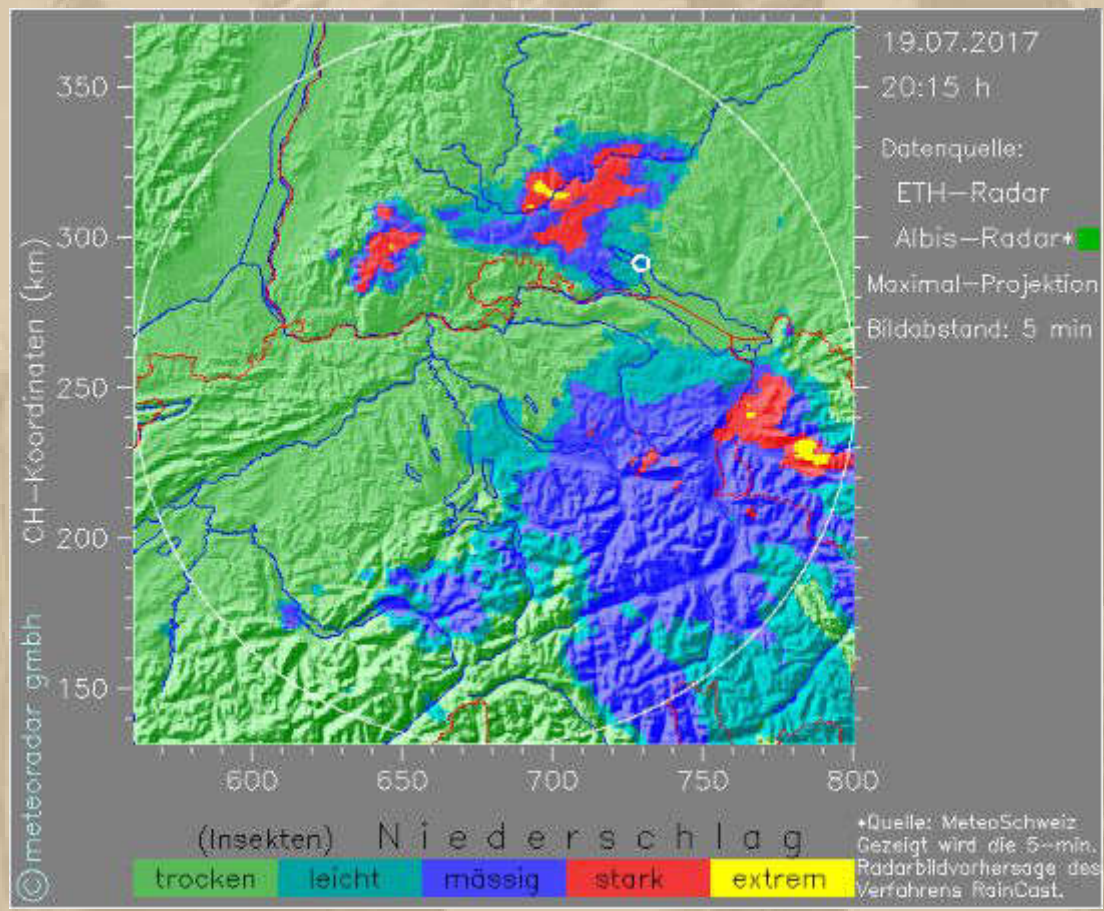 19.07.2017
20:15 h
Datenquelle:
ETH-Radar
Albis-Radar*
Maximal-Projektion
Bildabstand: 5 min
CH-Koordinaten (km)
350
300
250
200
150
600 650 700 750 800
©meteoradar gmbh
(Insekten) Niederschlag
trocken leicht mässig stark extrem
*Quelle: MeteoSchweiz
Gezeigt wird die 5-min.
Radarbildvorhersage des
Verfahrens RainCast.